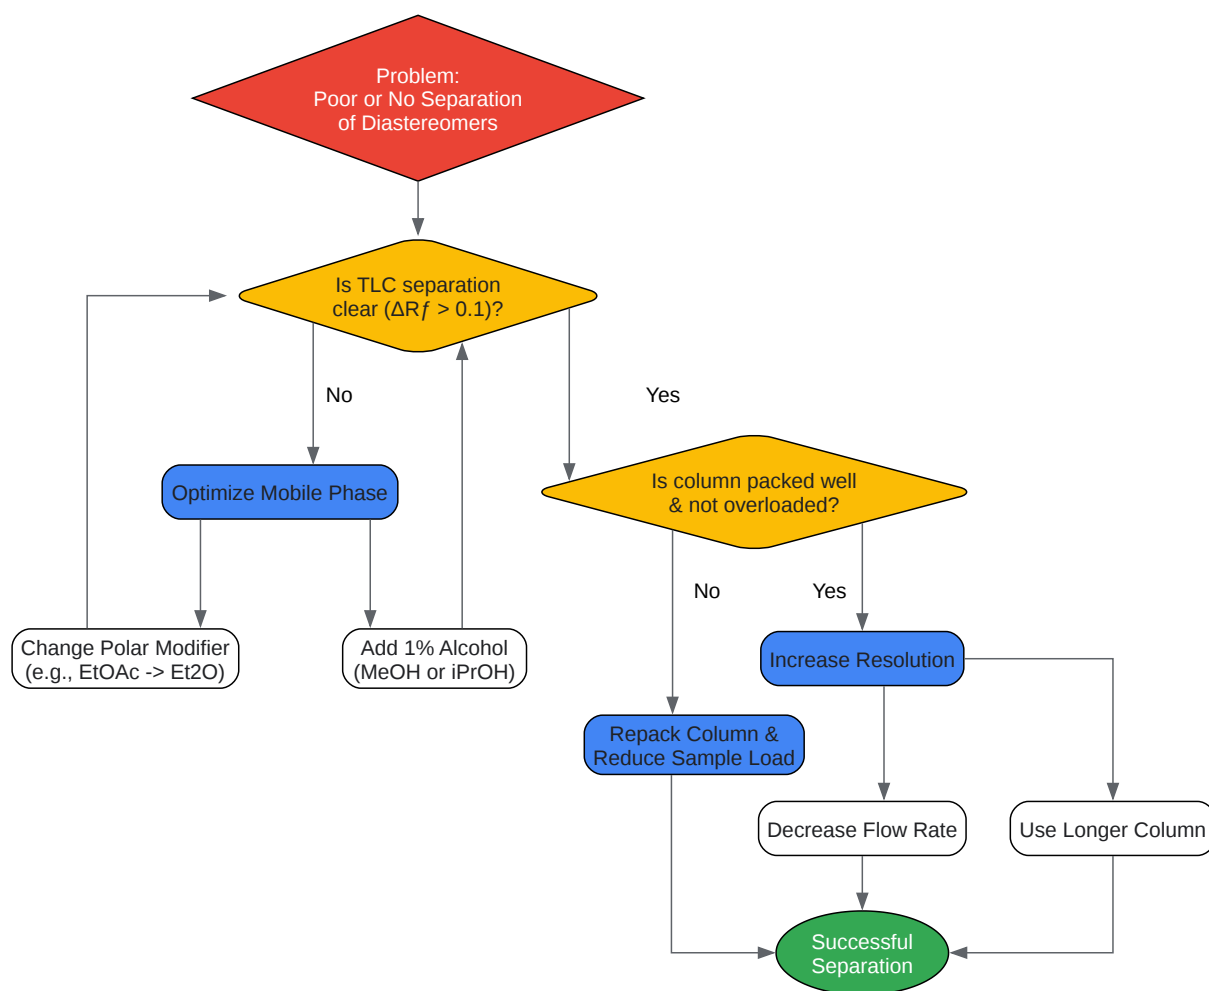 Problem:
Poor or No Separation
of Diastereomers
Is TLC separation
clear (ΔRƒ > 0.1)?
No
Yes
Optimize Mobile Phase
Is column packed well
& not overloaded?
No
Yes
Change Polar Modifier
(e.g., EtOAc -> Et2O)
Add 1% Alcohol
(MeOH or iPrOH)
Increase Resolution
Repack Column &
Reduce Sample Load
Decrease Flow Rate
Use Longer Column
Successful
Separation